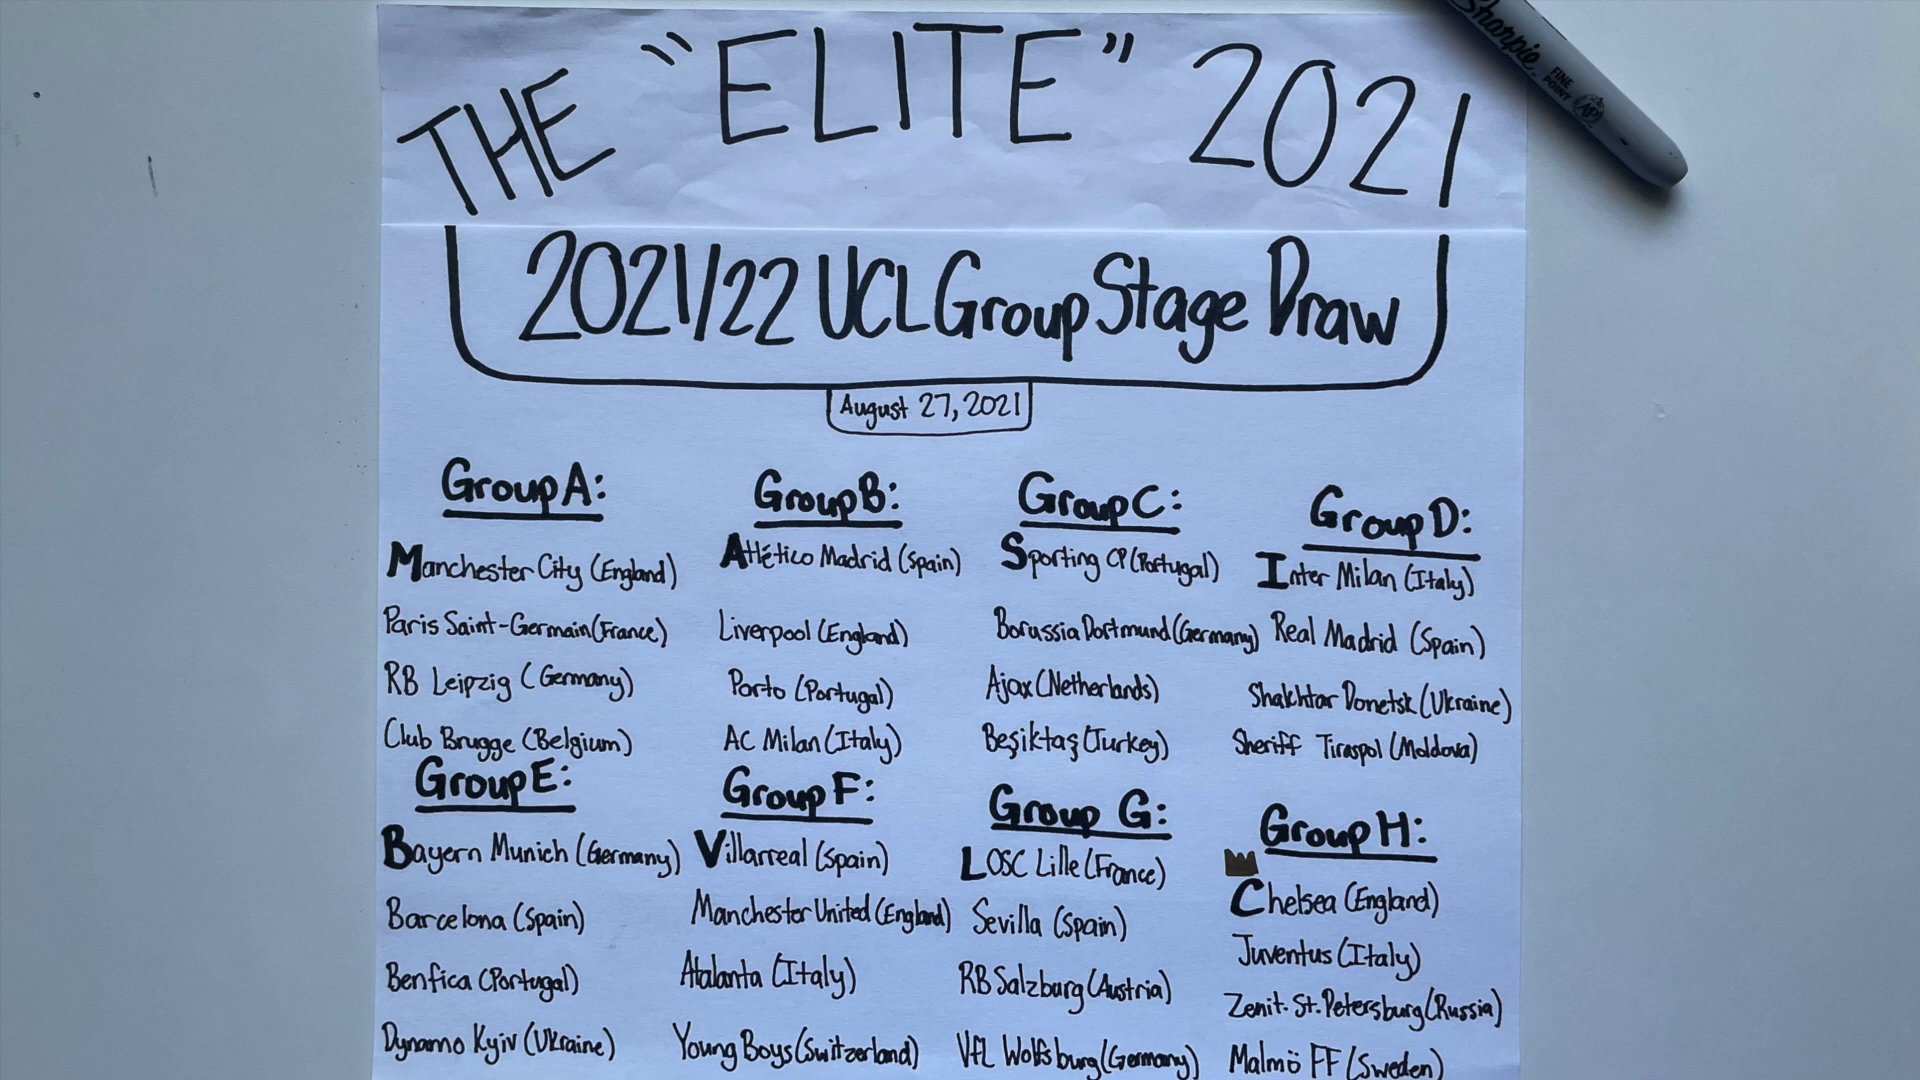 THE "ELITE" 2021
Sharpie.
FINE
POINT
AP
2021/22 UCL Group Stage Draw
August 27, 2021
Group A:
Manchester City (England)
Paris Saint-Germain (France)
RB Leipzig (Germany)
Club Brugge (Belgium)
Group B:
Atlético Madrid (Spain)
Liverpool (England)
Porto (Portugal)
AC Milan (Italy)
Group C:
Sporting CP (Portugal)
Borussia Dortmund (Germany)
Ajax (Netherlands)
Beşiktaş (Turkey)
Group D:
Inter Milan (Italy)
Real Madrid (Spain)
Shakhtar Donetsk (Ukraine)
Sheriff Tiraspol (Moldova)
Group E:
Bayern Munich (Germany)
Barcelona (Spain)
Benfica (Portugal)
Dynamo Kyiv (Ukraine)
Group F:
Villarreal (Spain)
Manchester United (England)
Atalanta (Italy)
Young Boys (Switzerland)
Group G:
LOSC Lille (France)
Sevilla (Spain)
RB Salzburg (Austria)
VfL Wolfsburg (Germany)
Group H:
Chelsea (England)
Juventus (Italy)
Zenit. St. Petersburg (Russia)
Malmö FF (Sweden)